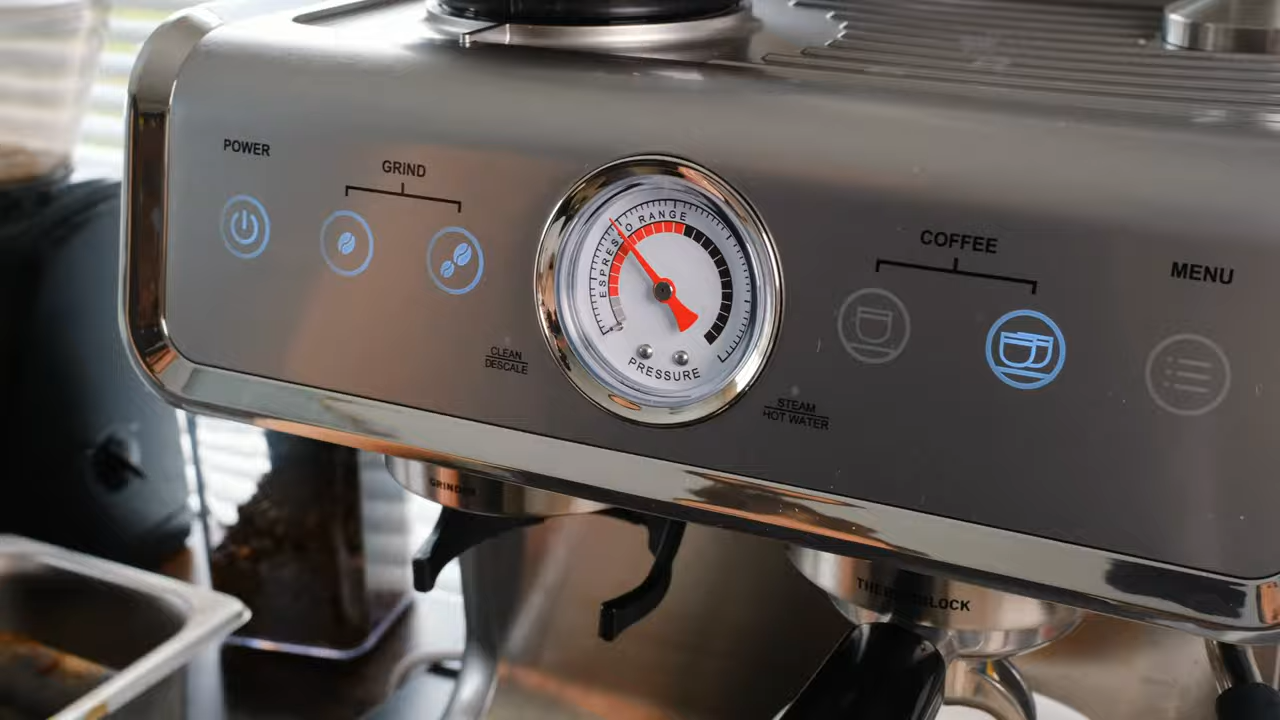 POWER
GRIND
ESPRESSO RANGE
PRESSURE
CLEAN
DESCALE
STEAM
HOT WATER
COFFEE
MENU
GRINDER